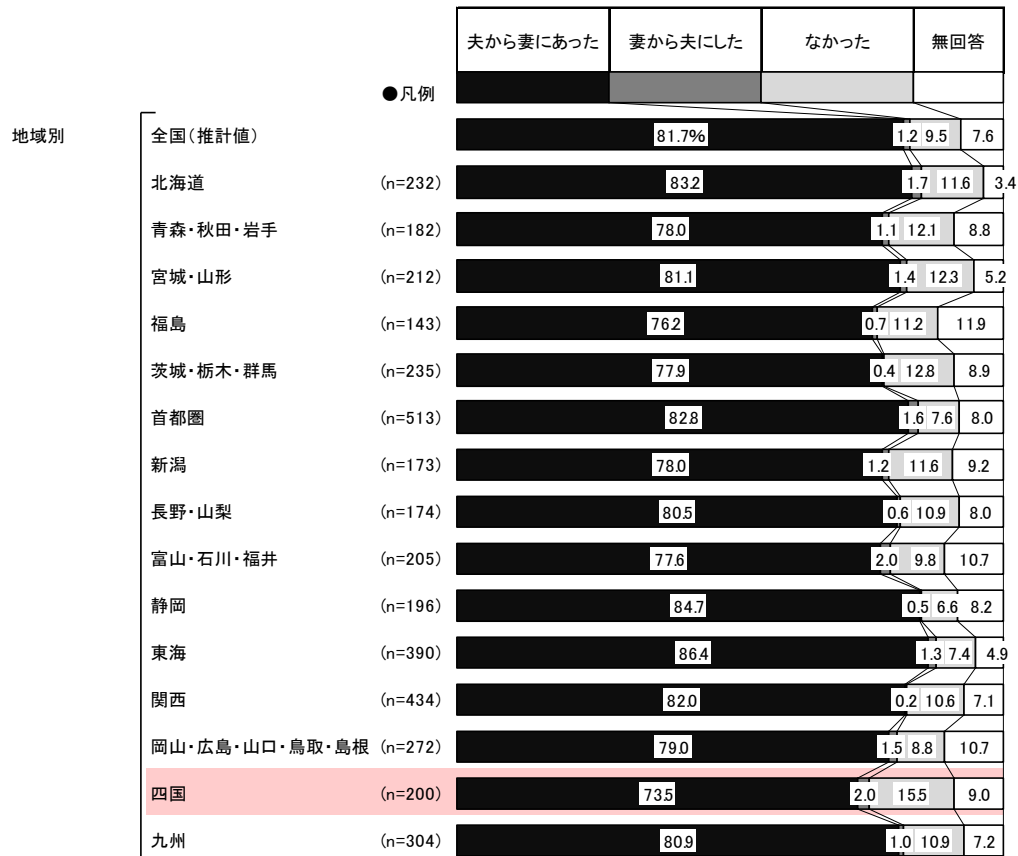 夫から妻にあった 妻から夫にした なかった 無回答
●凡例
地域別 全国(推計値) 81.7% 1.2 9.5 7.6
北海道 (n=232) 83.2 1.7 11.6 3.4
青森・秋田・岩手 (n=182) 78.0 1.1 12.1 8.8
宮城・山形 (n=212) 81.1 1.4 12.3 5.2
福島 (n=143) 76.2 0.7 11.2 11.9
茨城・栃木・群馬 (n=235) 77.9 0.4 12.8 8.9
首都圏 (n=513) 82.8 1.6 7.6 8.0
新潟 (n=173) 78.0 1.2 11.6 9.2
長野・山梨 (n=174) 80.5 0.6 10.9 8.0
富山・石川・福井 (n=205) 77.6 2.0 9.8 10.7
静岡 (n=196) 84.7 0.5 6.6 8.2
東海 (n=390) 86.4 1.3 7.4 4.9
関西 (n=434) 82.0 0.2 10.6 7.1
岡山・広島・山口・鳥取・島根 (n=272) 79.0 1.5 8.8 10.7
四国 (n=200) 73.5 2.0 15.5 9.0
九州 (n=304) 80.9 1.0 10.9 7.2